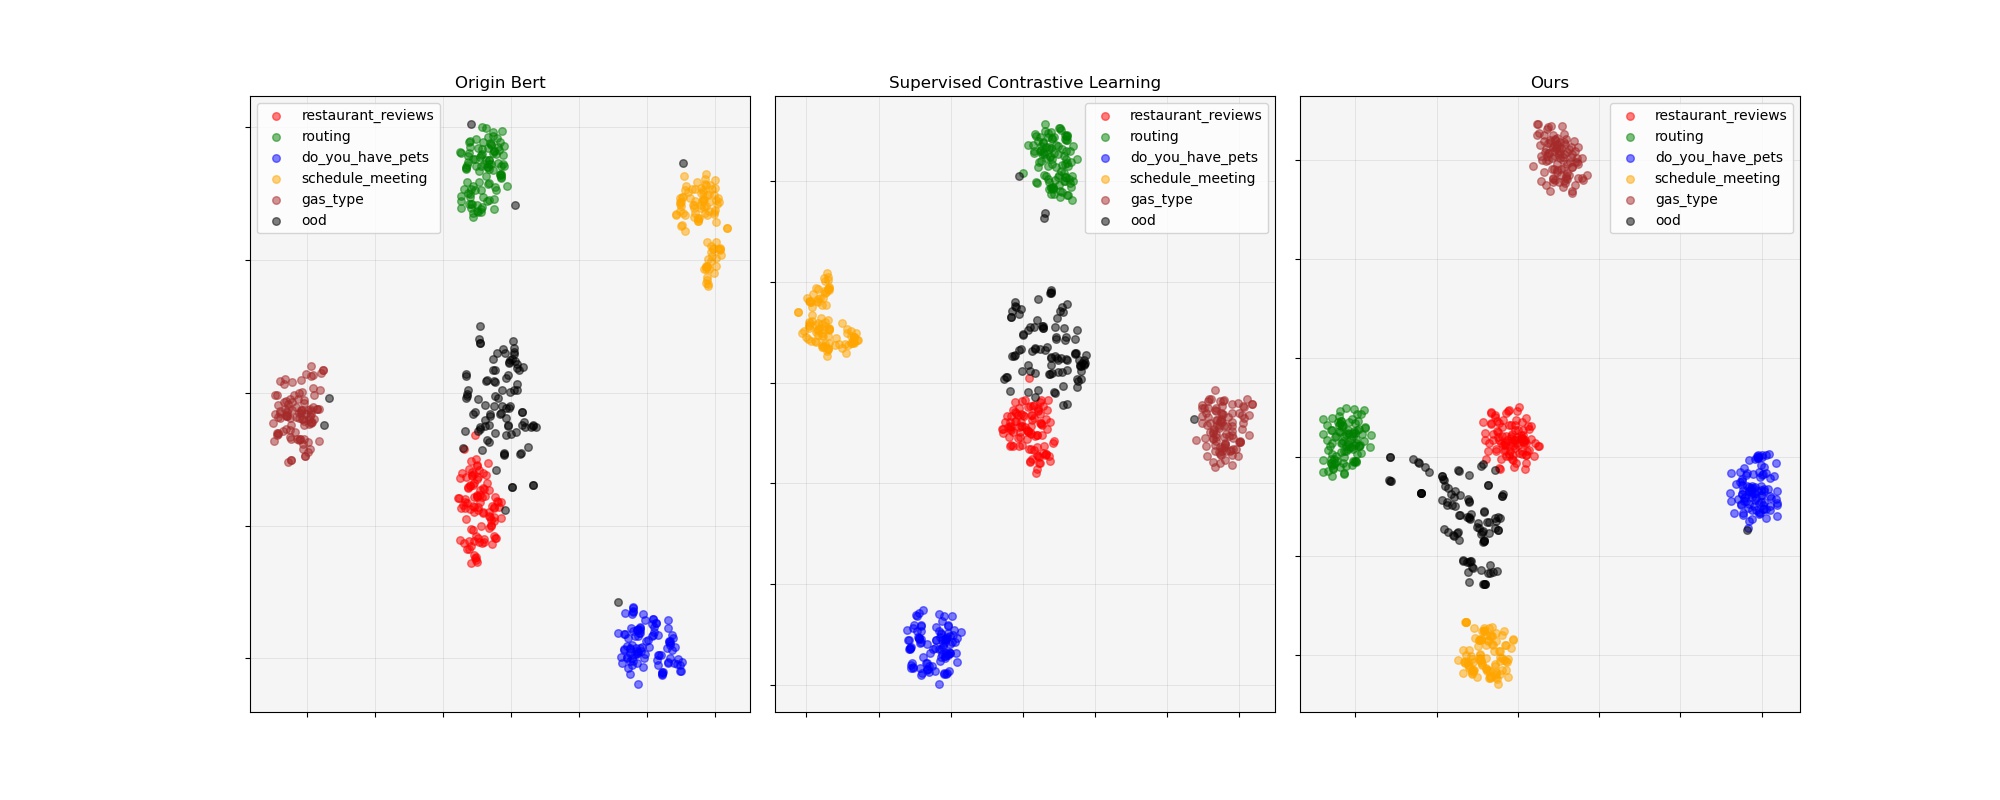 Origin Bert
restaurant_reviews
routing
do_you_have_pets
schedule_meeting
gas_type
ood
Supervised Contrastive Learning
restaurant_reviews
routing
do_you_have_pets
schedule_meeting
gas_type
ood
Ours
restaurant_reviews
routing
do_you_have_pets
schedule_meeting
gas_type
ood